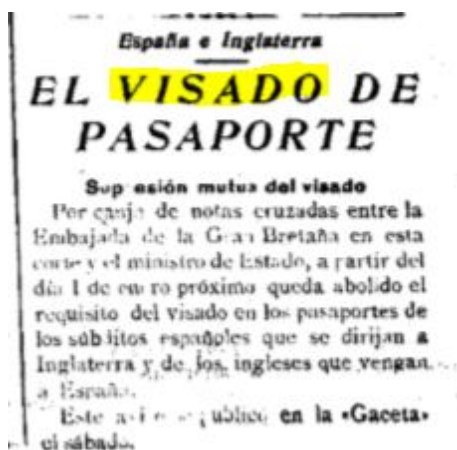 España e Inglaterra
EL VISADO DE
PASAPORTE
Sup esión mutua del visado
Por canje de notas cruzadas entre la
Embajada de la Gran Bretaña en esta
corte y el ministro de Estado, a partir del
día 1 de enero próximo queda abolido el
requisito del visado en los pasaportes de
los súbditos españoles que se dirijan a
Inglaterra y de los ingleses que vengan
a España.
Este en la «Gaceta»
el sábado.